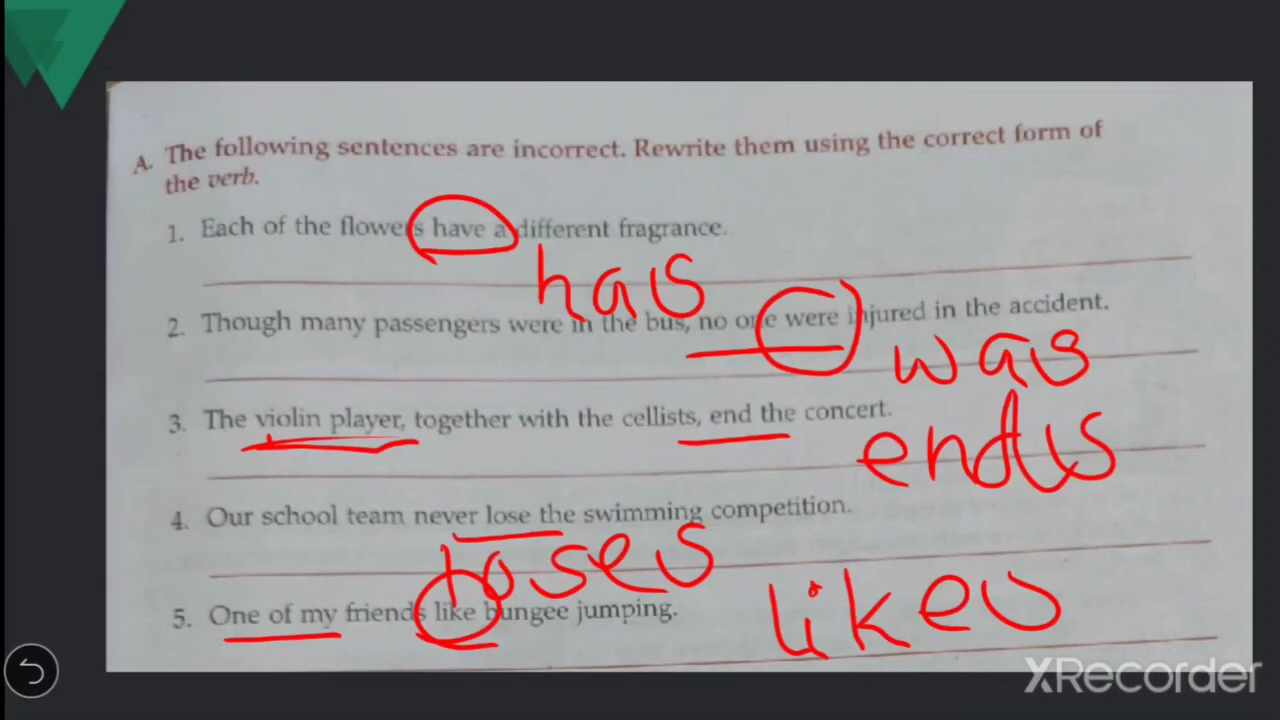 A. The following sentences are incorrect. Rewrite them using the correct form of
the verb.
1. Each of the flowers have a different fragrance.
has
2. Though many passengers were in the bus, no one were injured in the accident.
was
3. The violin player, together with the cellists, end the concert.
ends
4. Our school team never lose the swimming competition.
loses
5. One of my friends like bungee jumping.
likes
XRecorder